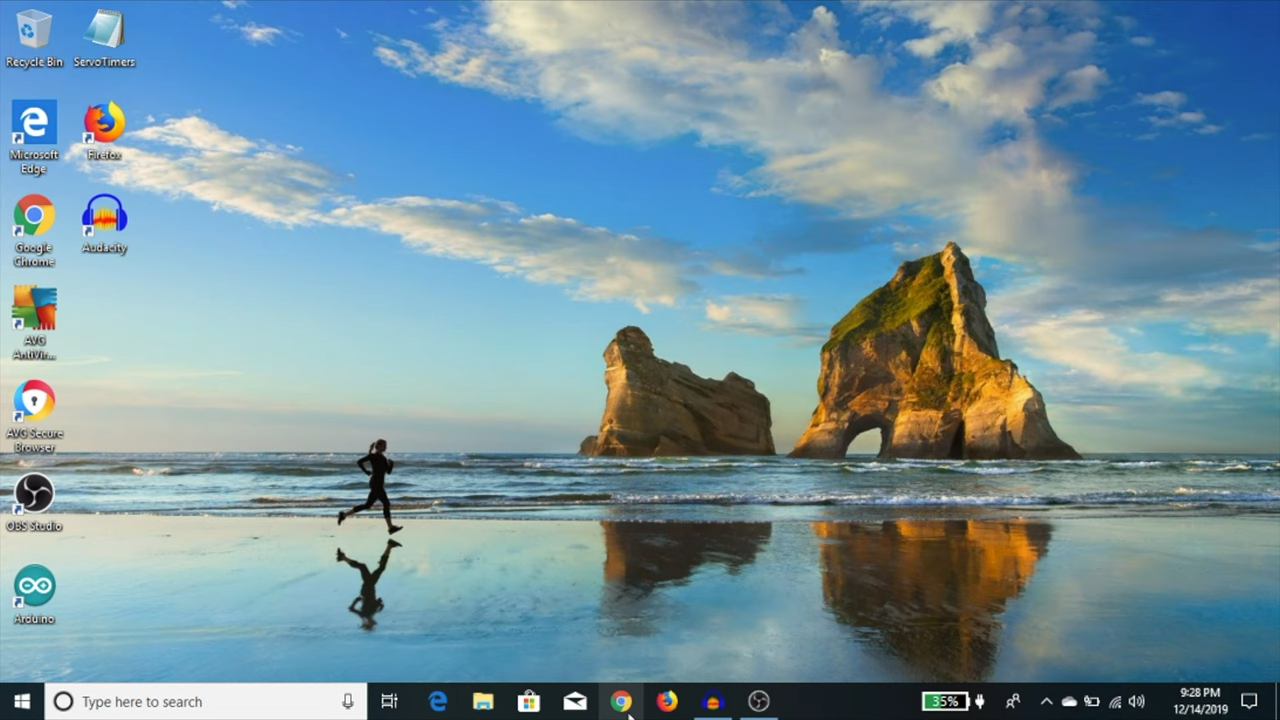 Recycle Bin
ServoTimers
Microsoft
Edge
Firefox
Google
Chrome
Audacity
AVG
AntiVir...
AVG Secure
Browser
OBS Studio
Arduino
Type here to search
35%
9:28 PM
12/14/2019